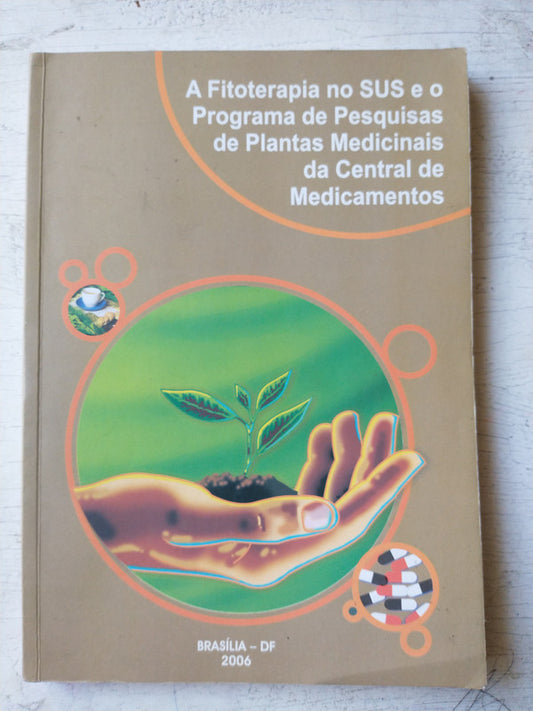 A Fitoterapia no SUS e o
Programa de Pesquisas
de Plantas Medicinais
da Central de
Medicamentos
BRASÍLIA – DF
2006